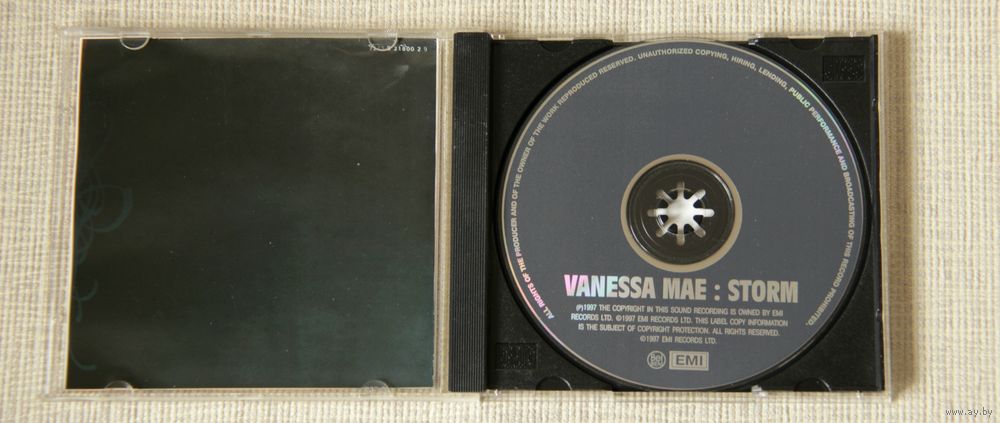 21800 2 9
ALL RIGHTS OF THE PRODUCER AND OF THE OWNER OF THE WORK REPRODUCED RESERVED. UNAUTHORIZED COPYING, HIRING, LENDING, PUBLIC PERFORMANCE AND BROADCASTING OF THIS RECORD PROHIBITED.
VANESSA MAE : STORM
(P)1997 THE COPYRIGHT IN THIS SOUND RECORDING IS OWNED BY EMI
RECORDS LTD. ©1997 EMI RECORDS LTD. THIS LABEL COPY INFORMATION
IS THE SUBJECT OF COPYRIGHT PROTECTION. ALL RIGHTS RESERVED.
©1997 EMI RECORDS LTD.
EMI
www.ay.by